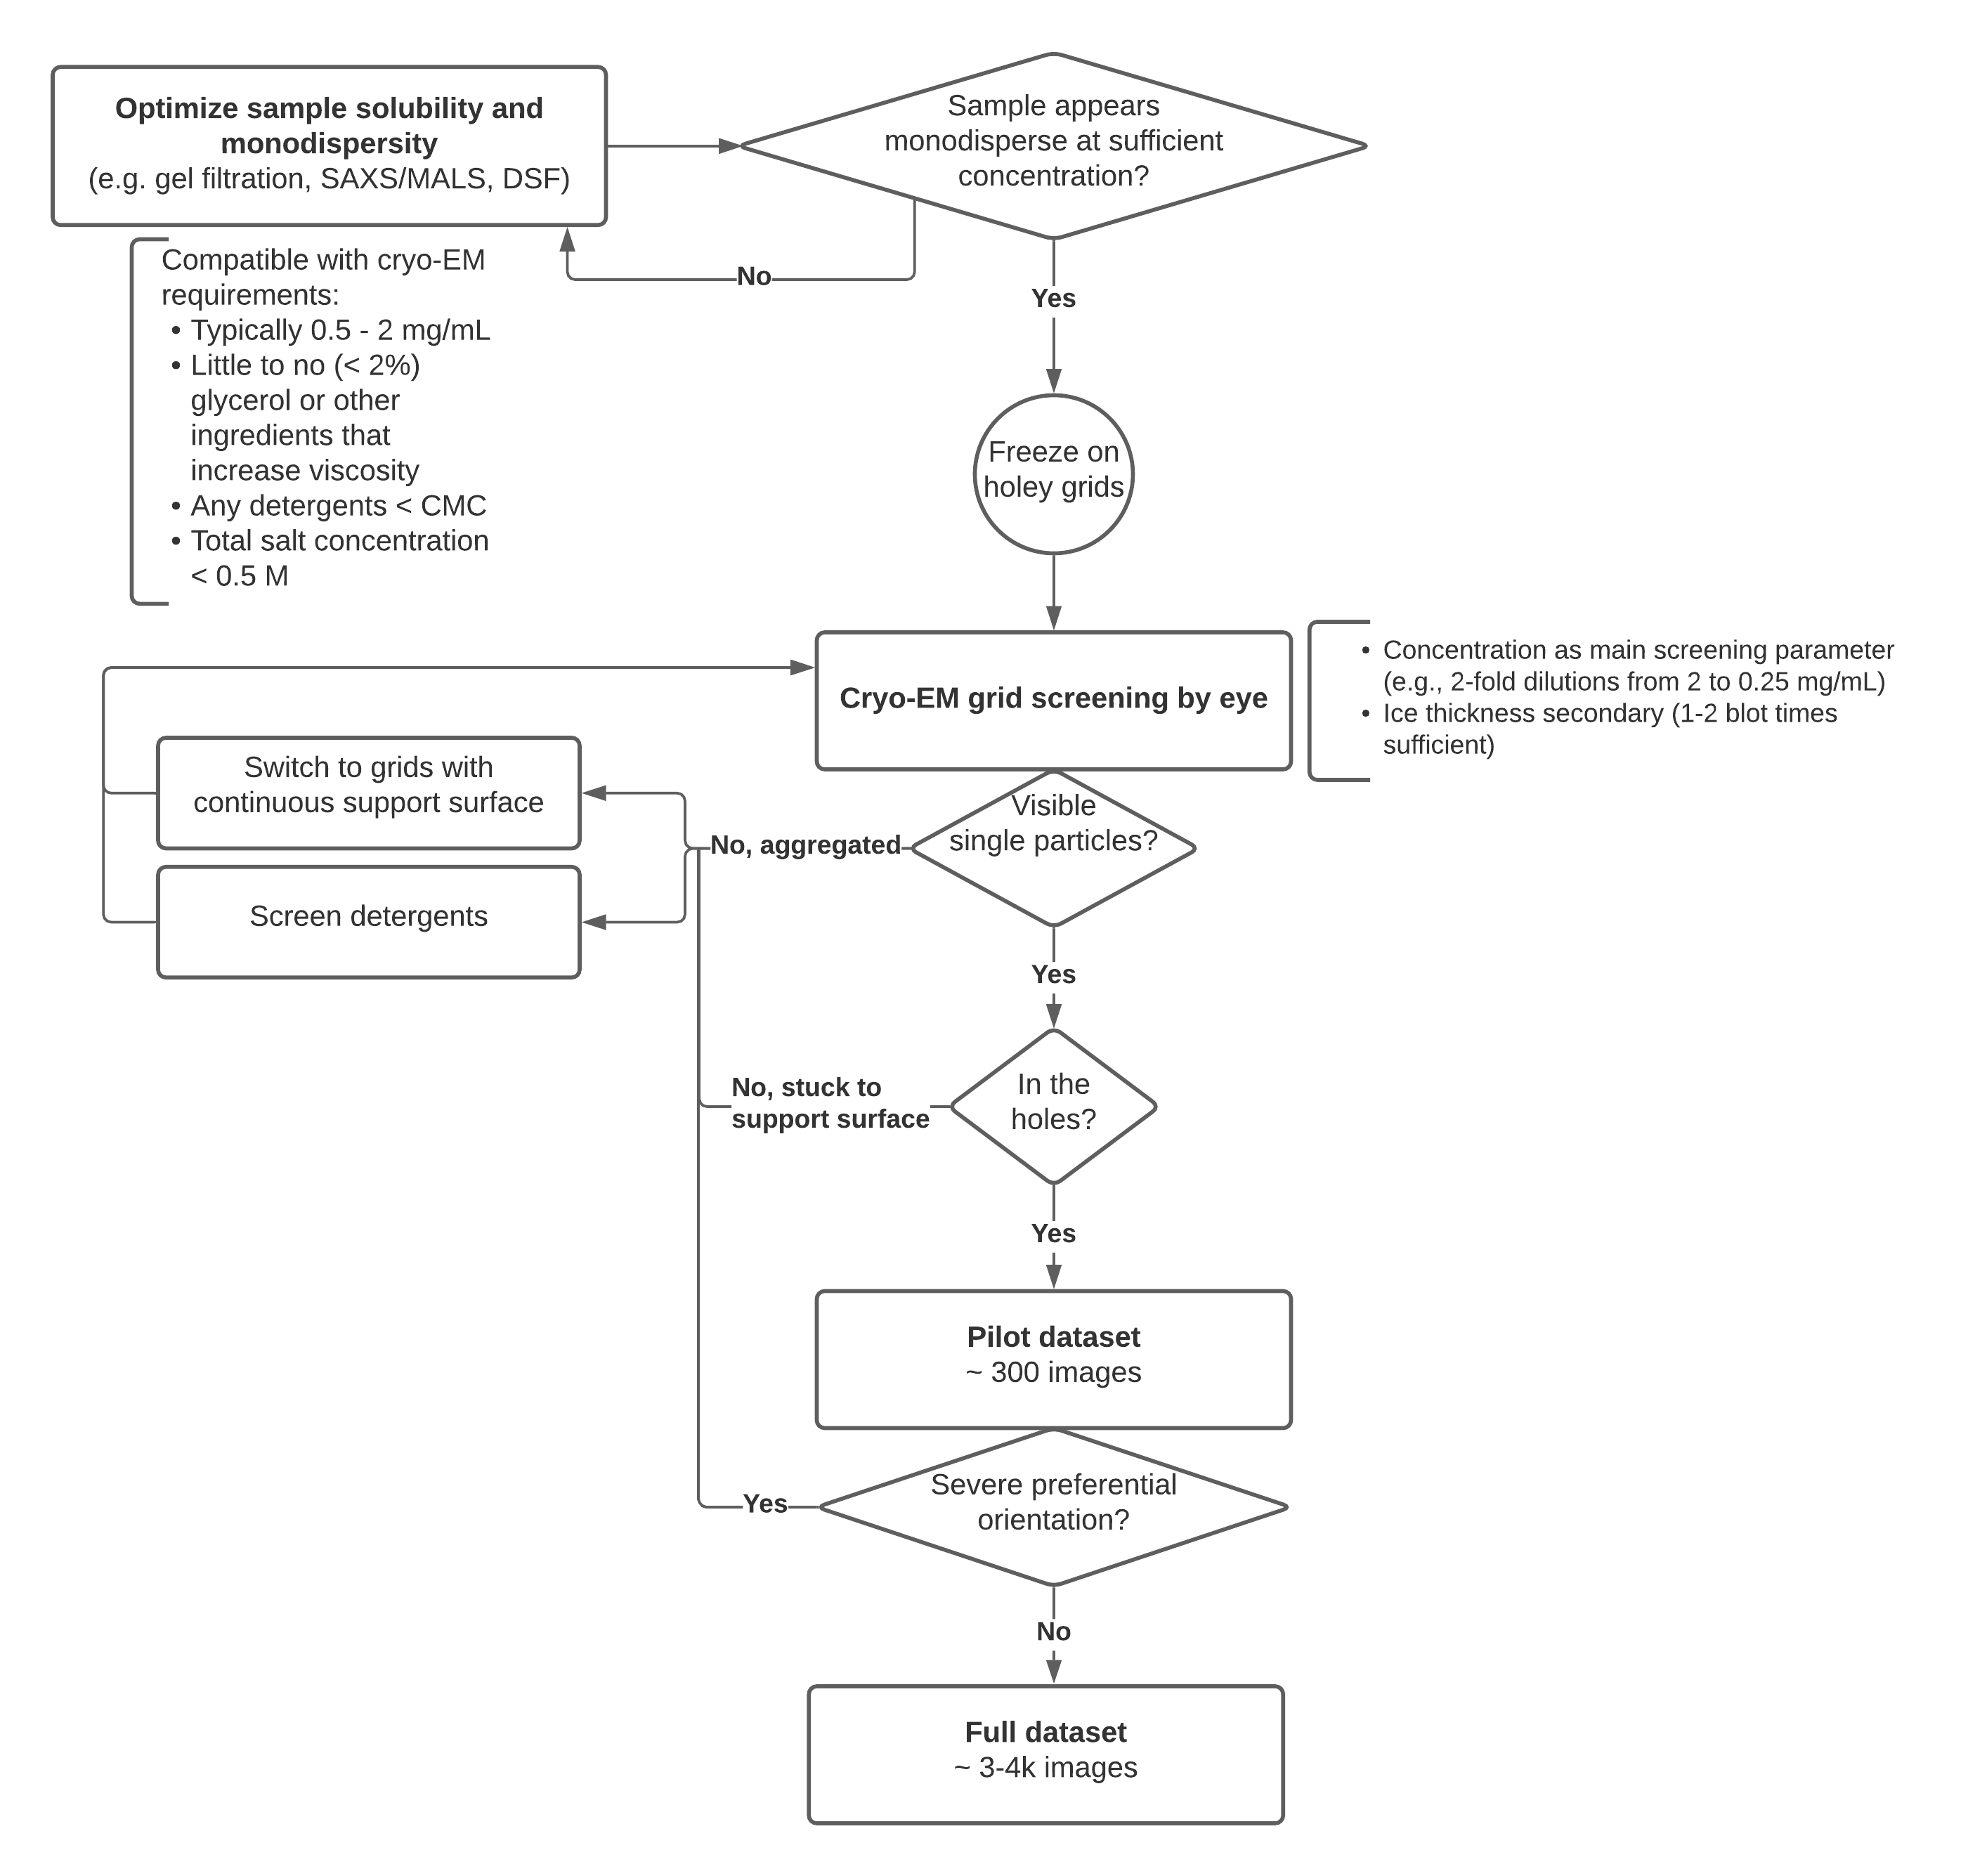 Optimize sample solubility and
monodispersity
(e.g. gel filtration, SAXS/MALS, DSF)
Sample appears
monodisperse at sufficient
concentration?
No
Yes
Compatible with cryo-EM
requirements:
• Typically 0.5 - 2 mg/mL
• Little to no (< 2%)
glycerol or other
ingredients that
increase viscosity
• Any detergents < CMC
• Total salt concentration
< 0.5 M
Freeze on
holey grids
Cryo-EM grid screening by eye
• Concentration as main screening parameter
(e.g., 2-fold dilutions from 2 to 0.25 mg/mL)
• Ice thickness secondary (1-2 blot times
sufficient)
Switch to grids with
continuous support surface
Screen detergents
No, aggregated
Visible
single particles?
Yes
No, stuck to
support surface
In the
holes?
Yes
Pilot dataset
~ 300 images
Yes
Severe preferential
orientation?
No
Full dataset
~ 3-4k images